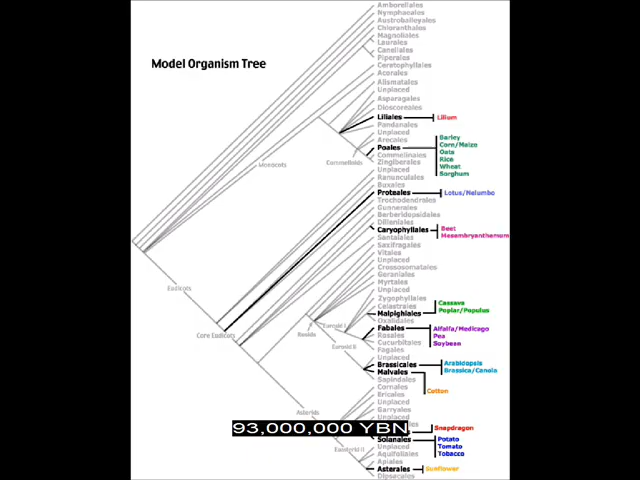 Model Organism Tree
Amborellales
Nymphaeales
Austrobaileyales
Chloranthales
Magnoliales
Laurales
Canellales
Piperales
Ceretophyllales
Acorales
Alismatales
Unplaced
Asparagales
Dioscoreales
Liliales
Lilium
Pandanales
Unplaced
Arecales
Poales
Commelinales
Zingiberales
Barley
Corn/Maize
Oats
Rice
Wheat
Sorghum
Commelinoids
Monocots
Unplaced
Ranunculales
Buxales
Proteales
Lotus/Nelumbo
Trochodendrales
Gunnerales
Berberidopsidales
Dilleniales
Caryophyllales
Beet
Mesembryanthemum
Santalales
Saxifragales
Vitales
Unplaced
Crossosomatales
Geraniales
Myrtales
Unplaced
Zygophyllales
Celastrales
Malpighiales
Cassava
Poplar/Populus
Oxalidales
Fabales
Alfalfa/Medicago
Pea
Soybean
Rosales
Cucurbitales
Fagales
Unplaced
Brassicales
Arabidopsis
Brassica/Canola
Malvales
Cotton
Sapindales
Cornales
Ericales
Unplaced
Garryales
Unplaced
Snapdragon
Solanales
Potato
Tomato
Tobacco
Unplaced
Aquifoliales
Apiales
Asterales
Sunflower
Dipsacales
Eudicots
Core Eudicots
Rosids
Eurosid I
Eurosid II
Asterids
Euasterid II
93,000,000 YBN